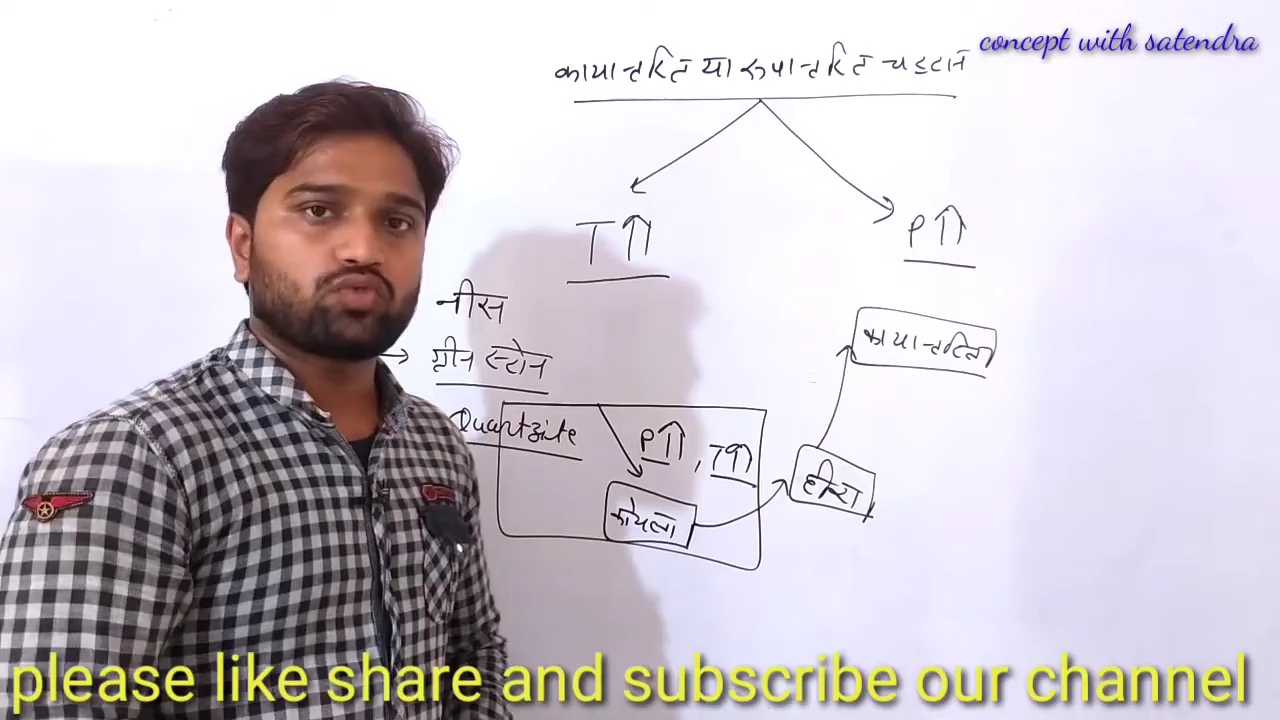 concept with satendra
कायान्तरित या रूपान्तरित चट्टान
T⇑
P⇑
नीस
कायान्तरित
→ ग्रीन स्टोन
Quartzite
P⇑, T⇑
हीरा
कोयला
please like share and subscribe our channel